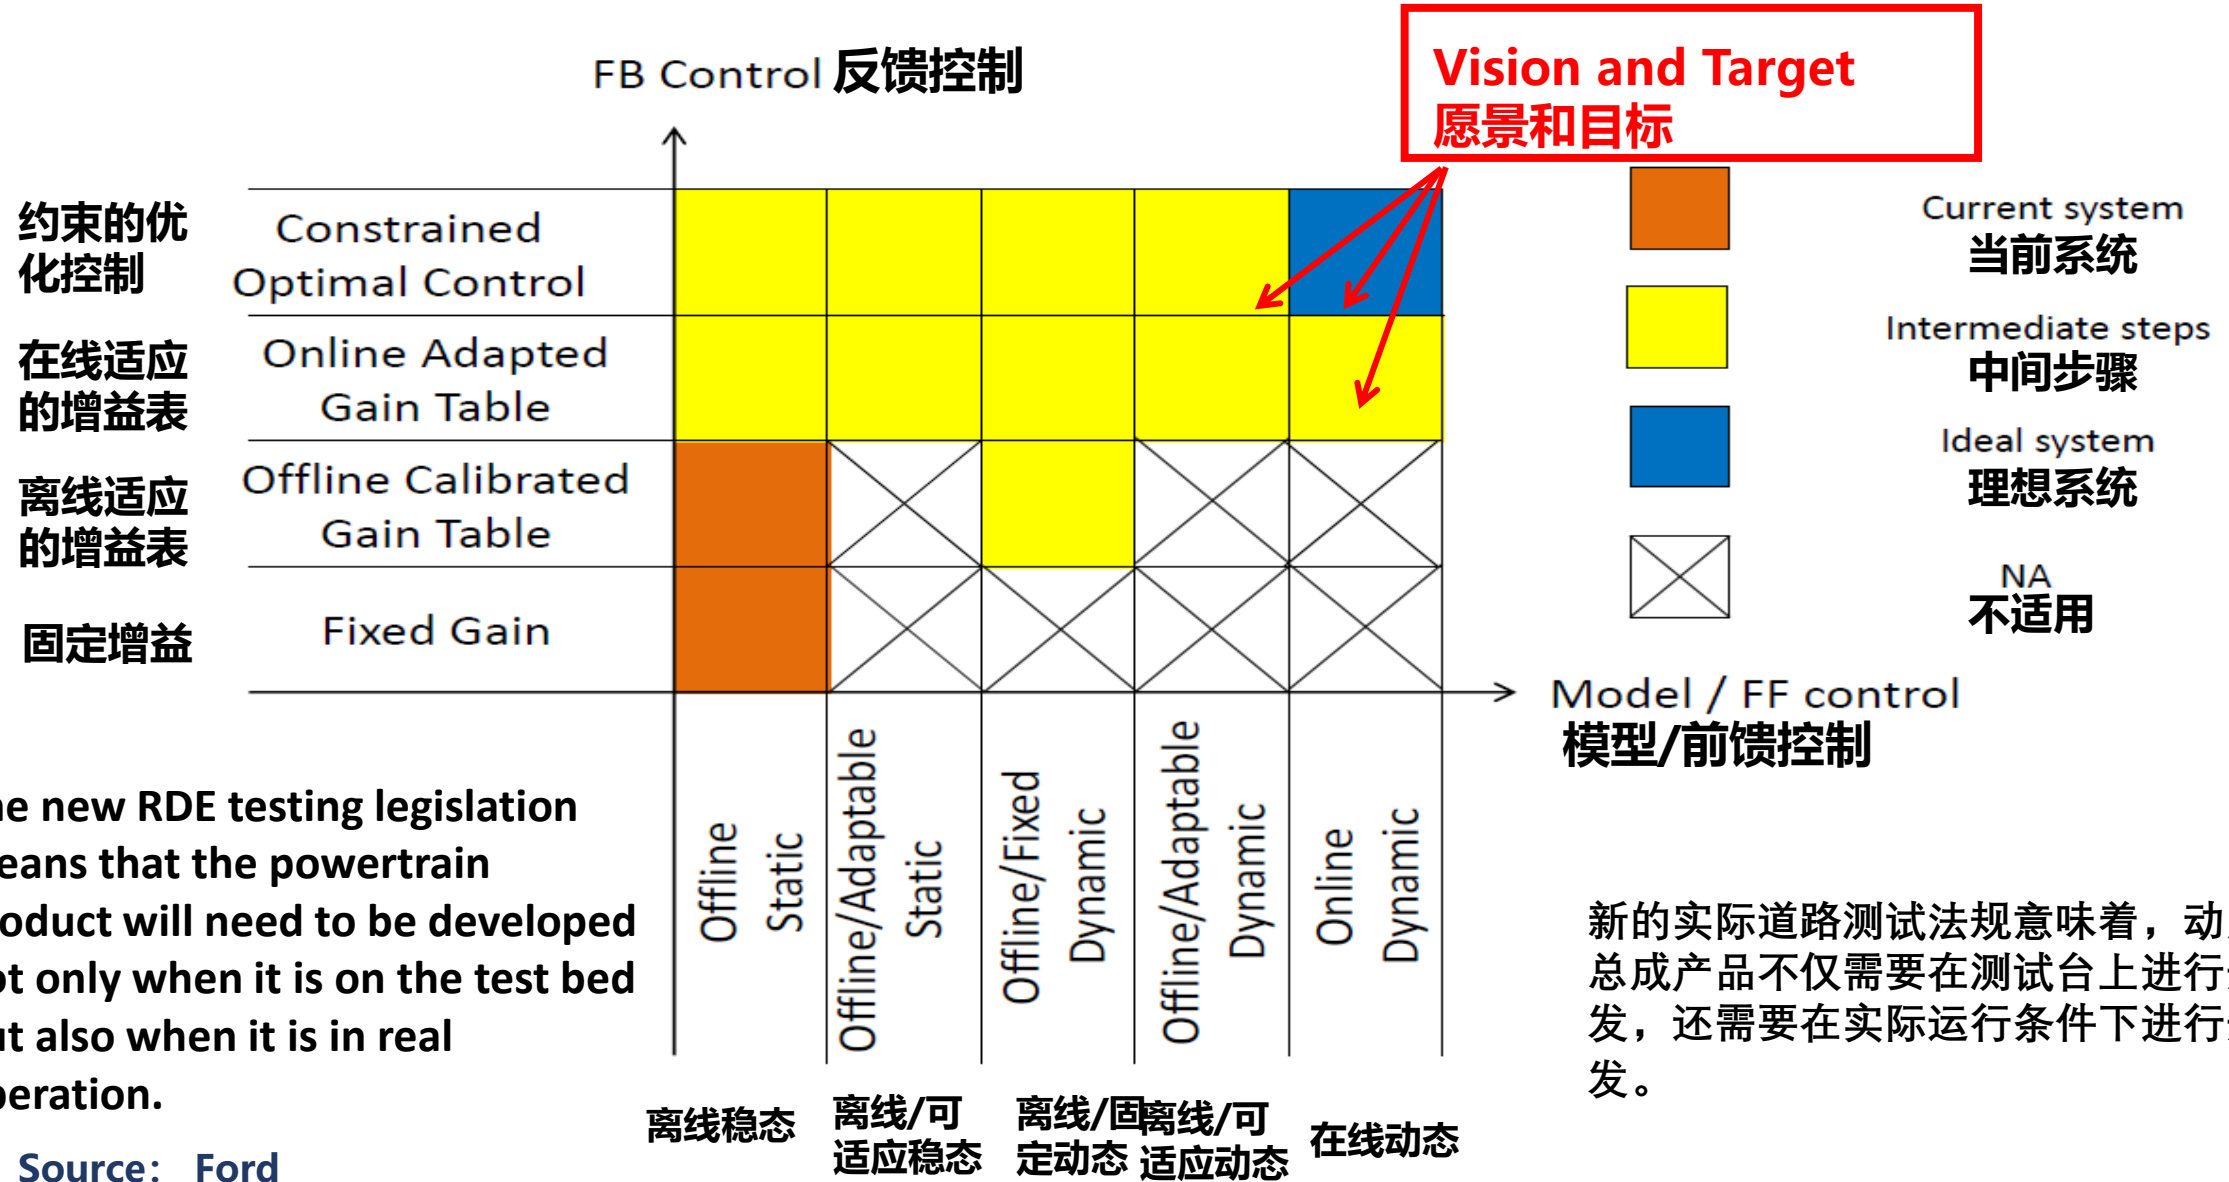 FB Control 反馈控制
Vision and Target
愿景和目标
约束的优
化控制
Constrained
Optimal Control
在线适应
的增益表
Online Adapted
Gain Table
离线适应
的增益表
Offline Calibrated
Gain Table
固定增益
Fixed Gain
Current system
当前系统
Intermediate steps
中间步骤
Ideal system
理想系统
NA
不适用
Model / FF control
模型/前馈控制
Offline
Static
Offline/Adaptable
Static
Offline/Fixed
Dynamic
Offline/Adaptable
Dynamic
Online
Dynamic
离线稳态
离线/可
适应稳态
离线/固
定动态
离线/可
适应动态
在线动态
new RDE testing legislation
that the powertrain
will need to be developed
only when it is on the test bed
also when it is in real
新的实际道路测试法规意味着，动
总成产品不仅需要在测试台上进行
发，还需要在实际运行条件下进行
发。
Source： Ford